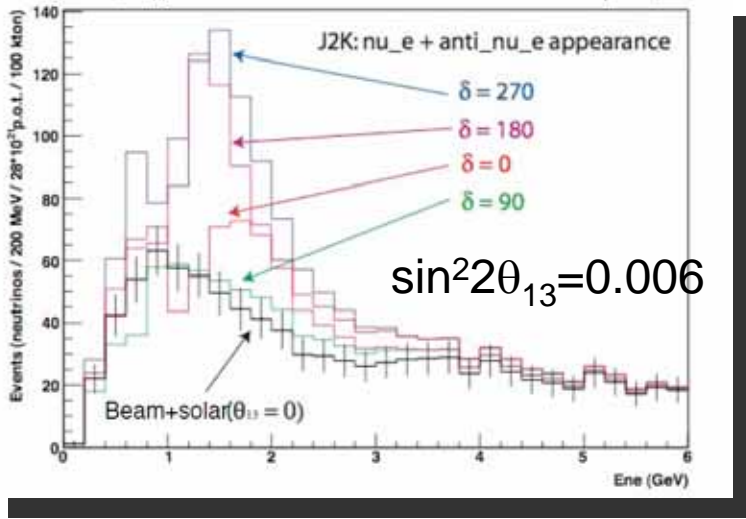 J2K: nu_e + anti_nu_e appearance
δ = 270
δ = 180
δ = 0
δ = 90
sin²2θ₁₃=0.006
Beam+solar(θ₁₃ = 0)
Events (neutrinos / 200 MeV / 28*10²¹p.o.t. / 100 kton)
140
120
100
80
60
40
20
0
0 1 2 3 4 5 6
Ene (GeV)